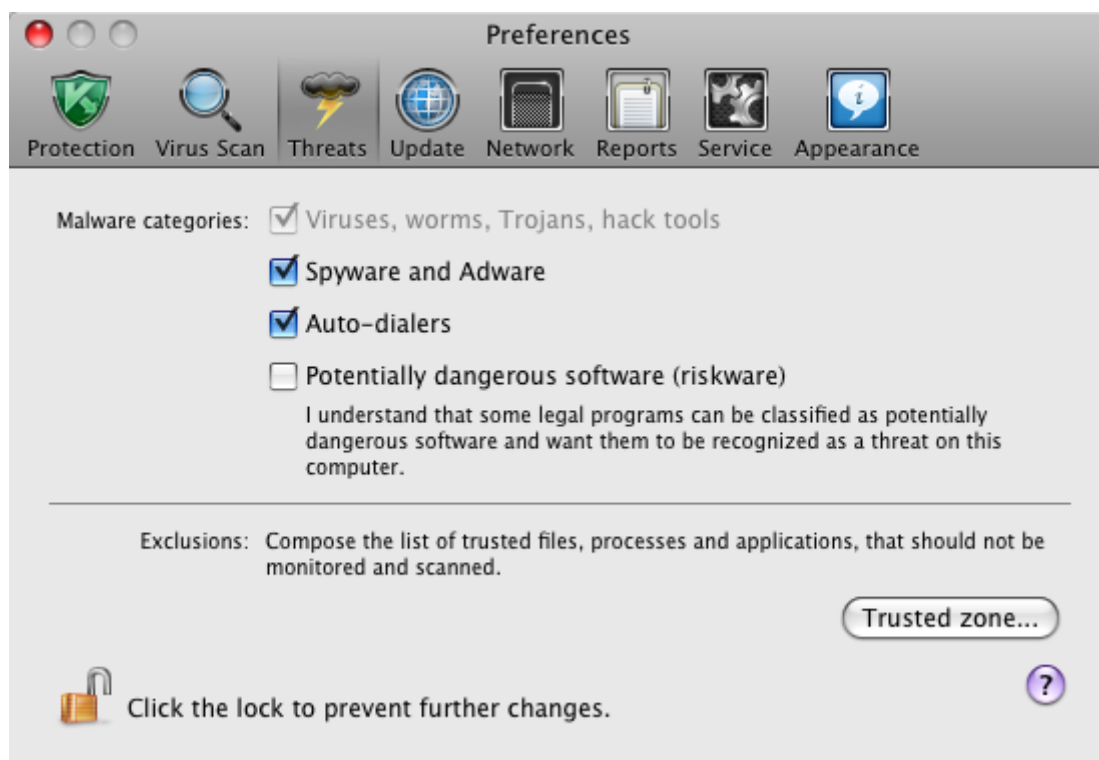 Preferences
Protection Virus Scan Threats Update Network Reports Service Appearance
Malware categories: Viruses, worms, Trojans, hack tools
Spyware and Adware
Auto-dialers
Potentially dangerous software (riskware)
I understand that some legal programs can be classified as potentially
dangerous software and want them to be recognized as a threat on this
computer.
Exclusions: Compose the list of trusted files, processes and applications, that should not be
monitored and scanned.
Trusted zone...
?
Click the lock to prevent further changes.